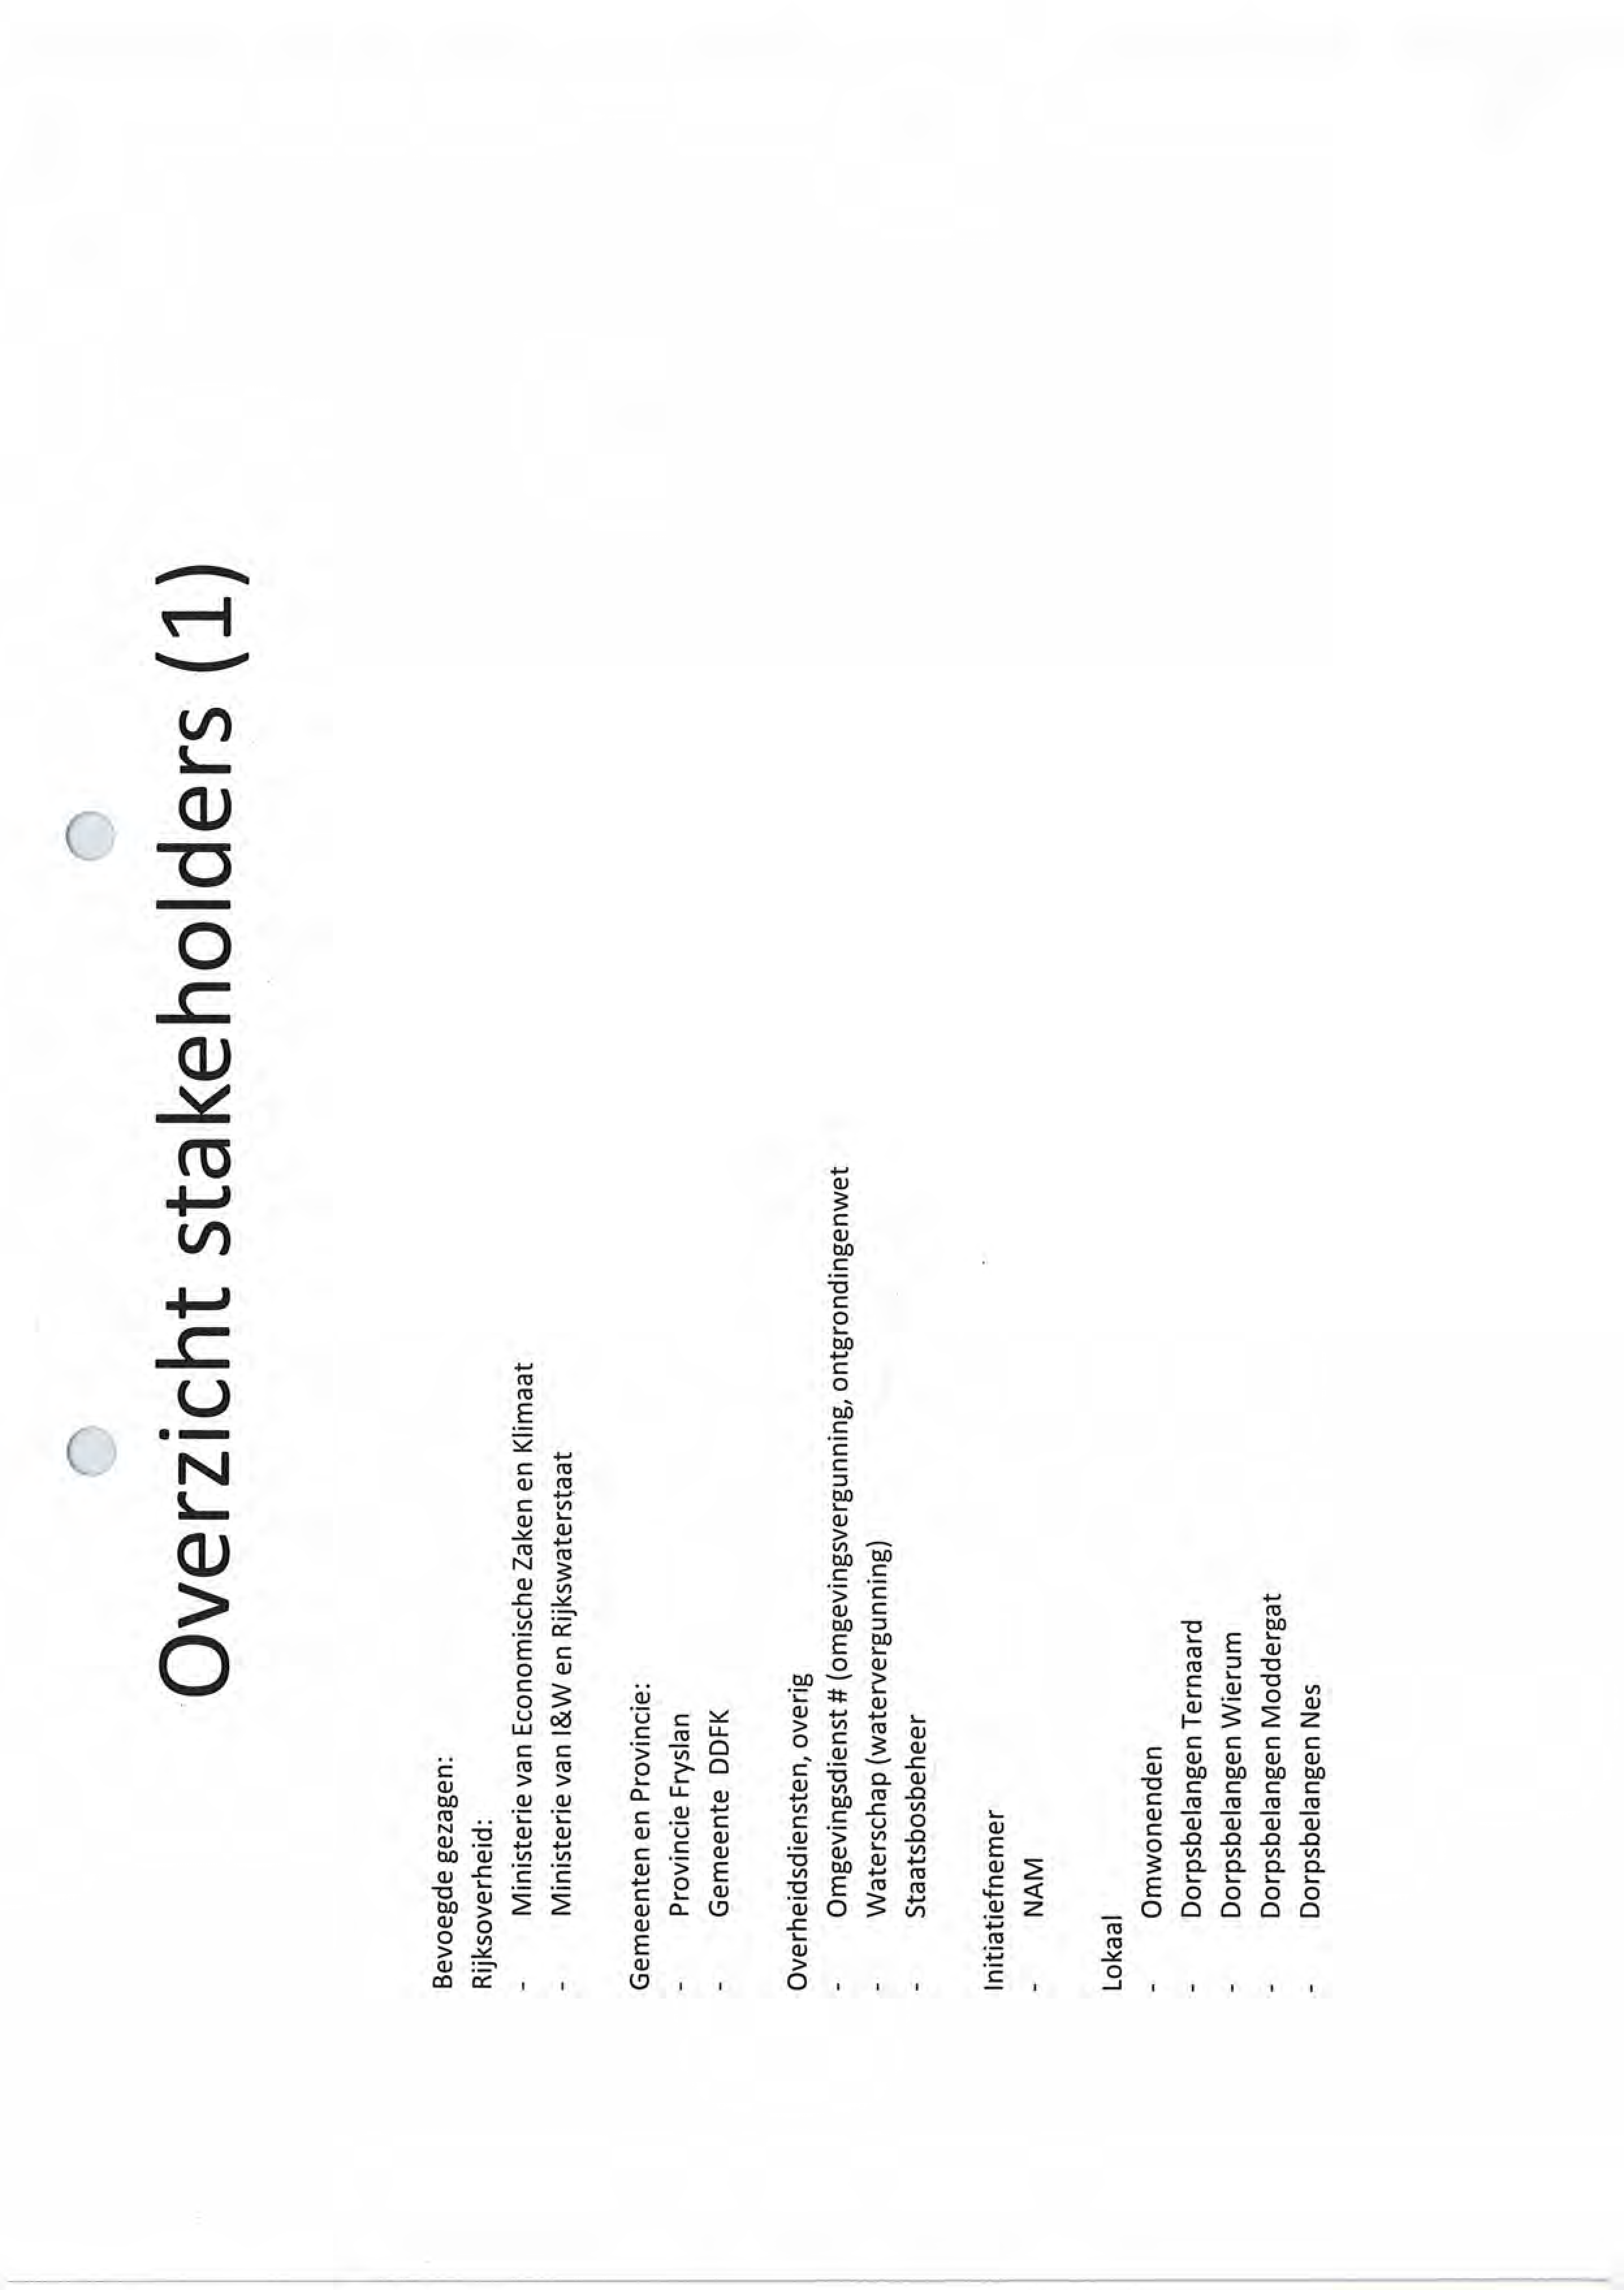 Overzicht stakeholders (1)
Bevoegde gezagen:
Rijksoverheid:
- Ministerie van Economische Zaken en Klimaat
- Ministerie van I&W en Rijkswaterstaat
Gemeenten en Provincie:
- Provincie Fryslan
- Gemeente DDFK
Overheidsdiensten, overig
- Omgevingsdienst # (omgevingsvergunning, ontgrondingenwet
- Waterschap (watervergunning)
- Staatsbosbeheer
Initiatiefnemer
- NAM
Lokaal
- Omwonenden
- Dorpsbelangen Ternaard
- Dorpsbelangen Wierum
- Dorpsbelangen Moddergat
- Dorpsbelangen Nes